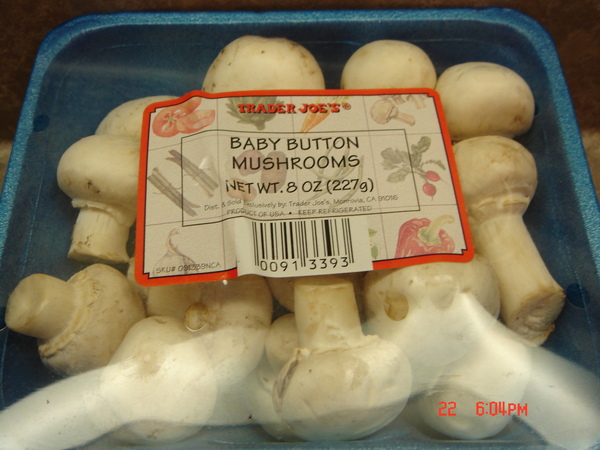 TRADER JOE'S®
BABY BUTTON
MUSHROOMS
NET WT. 8 OZ (227g)
Dist. & Sold Exclusively by: Trader Joe's, Monrovia, CA 91016
PRODUCT OF USA • KEEP REFRIGERATED
0091 3393
22 6:04PM